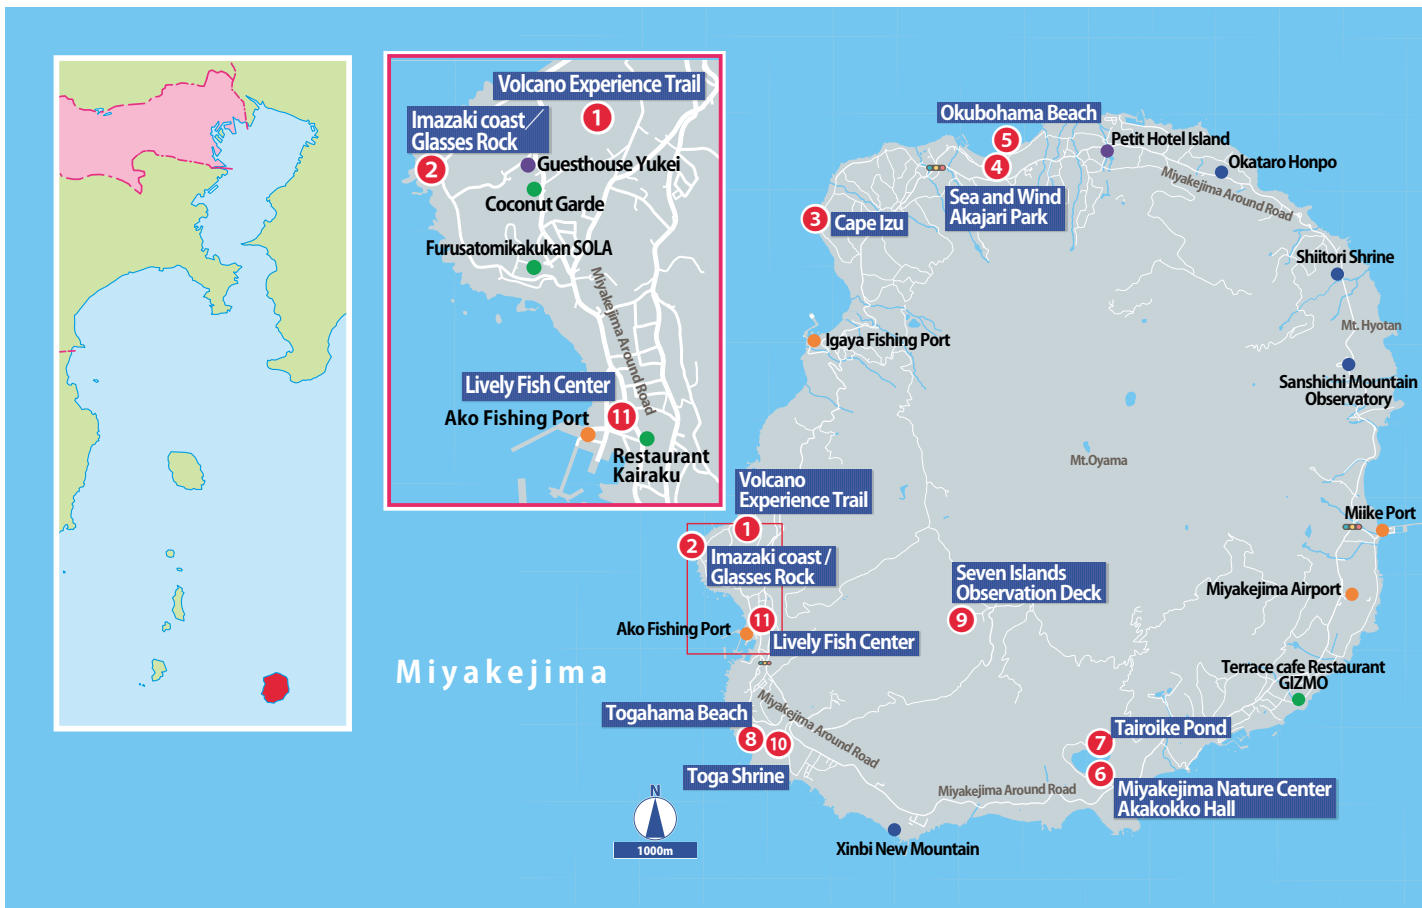 Volcano Experience Trail
1
Imazaki coast／
Glasses Rock
2
Guesthouse Yukei
Coconut Garde
Furusatomikakukan SOLA
Miyakejima Around Road
Lively Fish Center
11
Ako Fishing Port
Restaurant
Kairaku
Okubohama Beach
5
4
Petit Hotel Island
Okataro Honpo
Miyakejima Around Road
Sea and Wind
Akajari Park
3
Cape Izu
Shiitori Shrine
Mt. Hyotan
Igaya Fishing Port
Sanshichi Mountain
Observatory
Mt.Oyama
Volcano
Experience Trail
1
2
Imazaki coast /
Glasses Rock
Miike Port
Seven Islands
Observation Deck
9
Miyakejima Airport
11
Ako Fishing Port
Lively Fish Center
Miyakejima
Terrace cafe Restaurant
GIZMO
Togahama Beach
8
10
Miyakejima Around Road
Toga Shrine
7
Tairoike Pond
6
Miyakejima Nature Center
Akakokko Hall
Miyakejima Around Road
N
1000m
Xinbi New Mountain